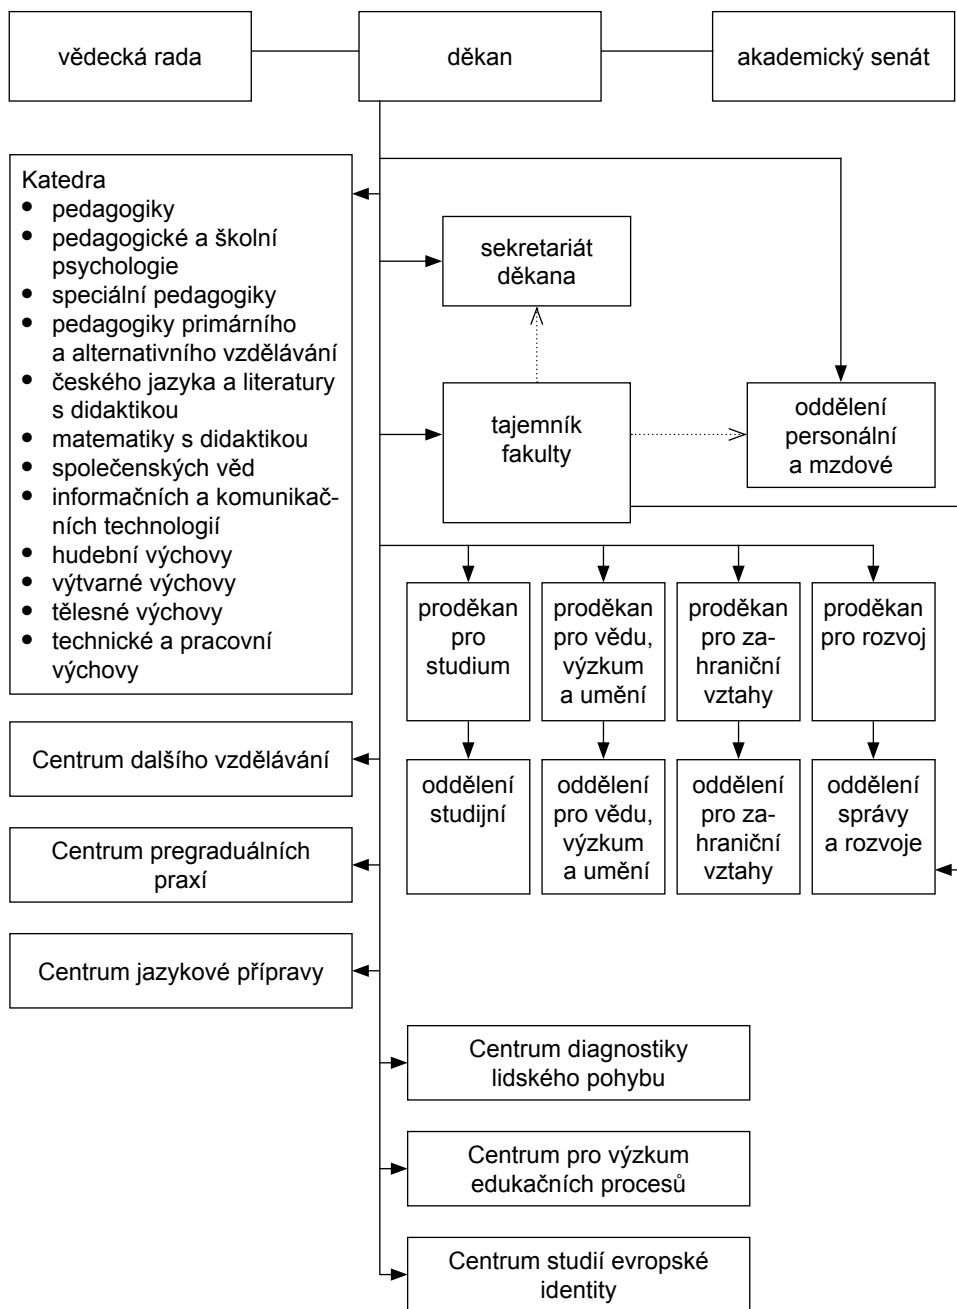 vědecká rada
děkan
akademický senát
Katedra
• pedagogiky
• pedagogické a školní
psychologie
• speciální pedagogiky
• pedagogiky primárního
a alternativního vzdělávání
• českého jazyka a literatury
s didaktikou
• matematiky s didaktikou
• společenských věd
• informačních a komunikač-
ních technologií
• hudební výchovy
• výtvarné výchovy
• tělesné výchovy
• technické a pracovní
výchovy
sekretariát
děkana
tajemník
fakulty
oddělení
personální
a mzdové
proděkan
pro
studium
proděkan
pro vědu,
výzkum
a umění
proděkan
pro za-
hraniční
vztahy
proděkan
pro rozvoj
oddělení
studijní
oddělení
pro vědu,
výzkum
a umění
oddělení
pro za-
hraniční
vztahy
oddělení
správy
a rozvoje
Centrum dalšího vzdělávání
Centrum pregraduálních
praxí
Centrum jazykové přípravy
Centrum diagnostiky
lidského pohybu
Centrum pro výzkum
edukačních procesů
Centrum studií evropské
identity